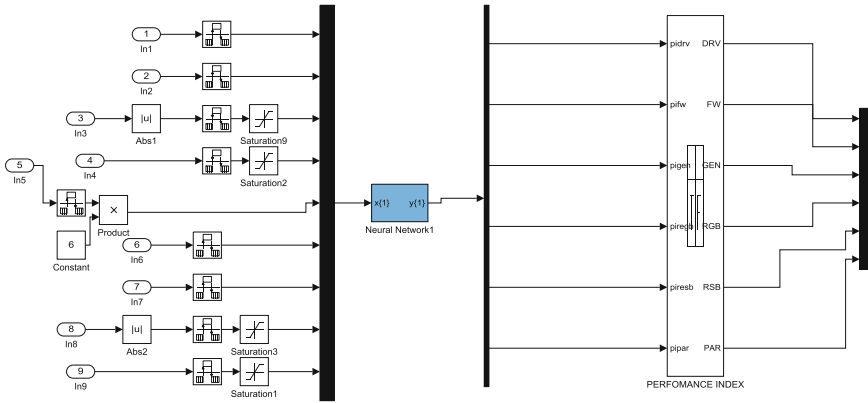 1
In1
2
In2
3
In3
|u|
Abs1
Saturation9
4
In4
Saturation2
5
In5
×
Product
6
Constant
6
In6
7
In7
8
In8
|u|
Abs2
Saturation3
9
In9
Saturation1
x{1} y{1}
Neural Network1
pidrv DRV
pifw FW
pigen GEN
piregb RGB
piresb RSB
pipar PAR
PERFOMANCE INDEX